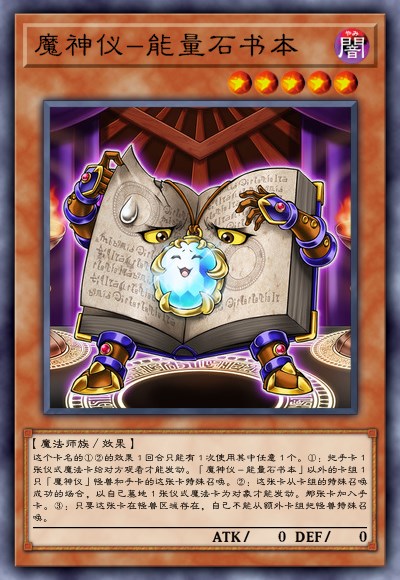 魔神仪-能量石书本
やみ
闇
【魔法师族／效果】
这个卡名的①②的效果1回合只能有1次使用其中任意1个。①：把手卡1
张仪式魔法卡给对方观看才能发动。「魔神仪-能量石书本」以外的卡组1
只「魔神仪」怪兽和手卡的这张卡特殊召唤。②：这张卡从卡组的特殊召唤
成功的场合，以自己墓地1张仪式魔法卡为对象才能发动。那张卡加入手
卡。③：只要这张卡在怪兽区域存在，自己不能从额外卡组把怪兽特殊召
唤。
ATK/ 0 DEF/ 0